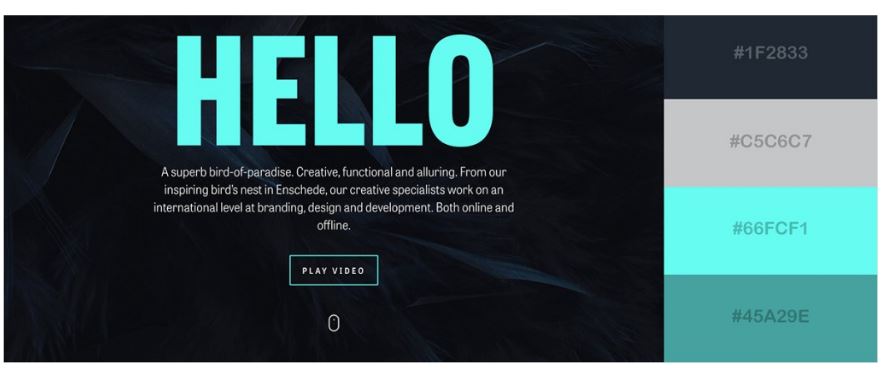 HELLO
A superb bird-of-paradise. Creative, functional and alluring. From our
inspiring bird's nest in Enschede, our creative specialists work on an
international level at branding, design and development. Both online and
offline.
PLAY VIDEO
#1F2833
#C5C6C7
#66FCF1
#45A29E